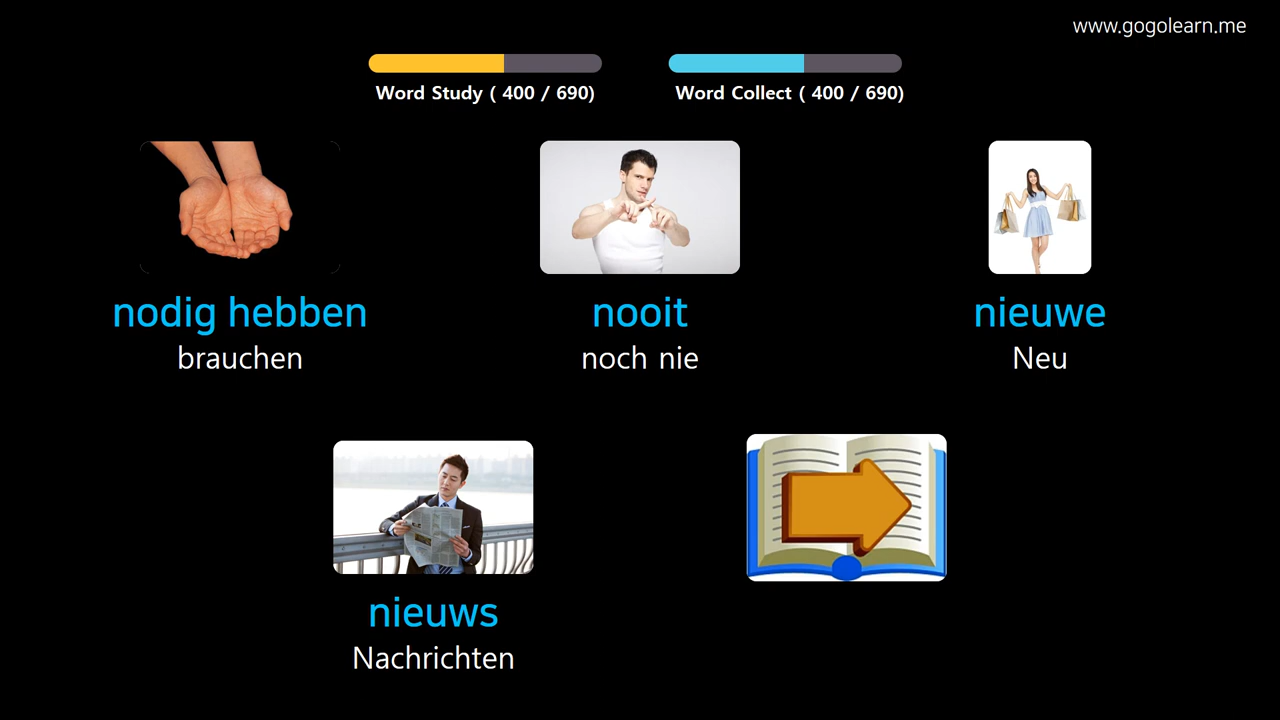 www.gogolearn.me
Word Study ( 400 / 690)
Word Collect ( 400 / 690)
nodig hebben
brauchen
nooit
noch nie
nieuwe
Neu
nieuws
Nachrichten